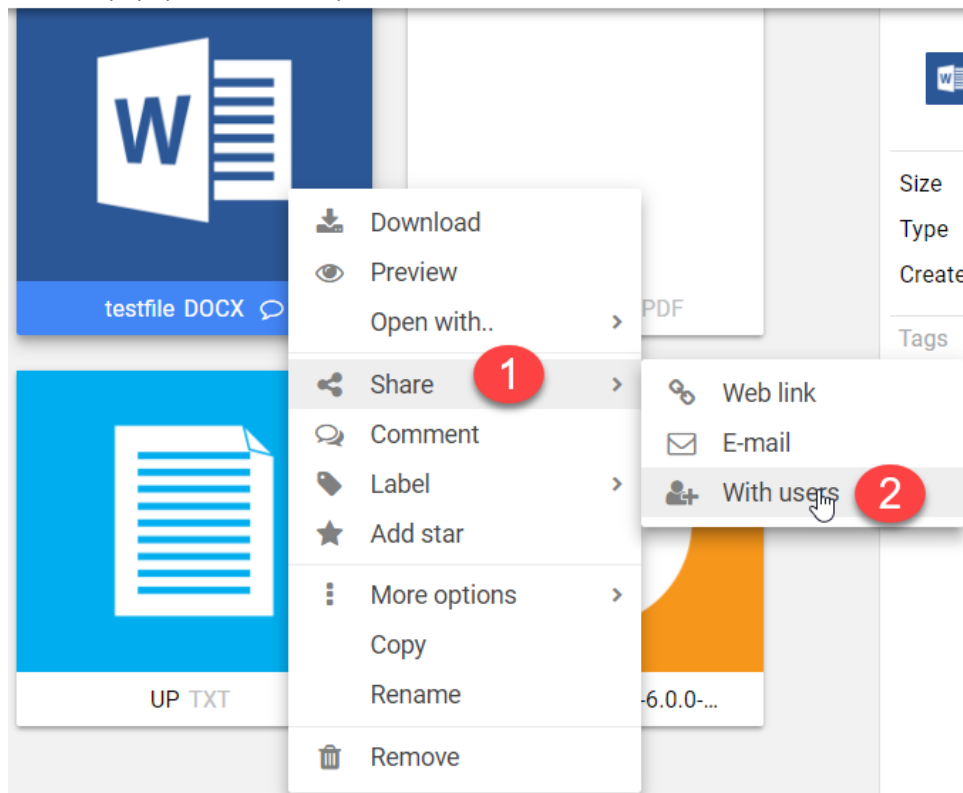 W
W
Size
Type
Create
testfile DOCX
PDF
Tags
Download
Preview
Open with..
Share
1
Comment
Label
Add star
More options
Copy
Rename
Remove
Web link
E-mail
With users
2
UP TXT
-6.0.0-...